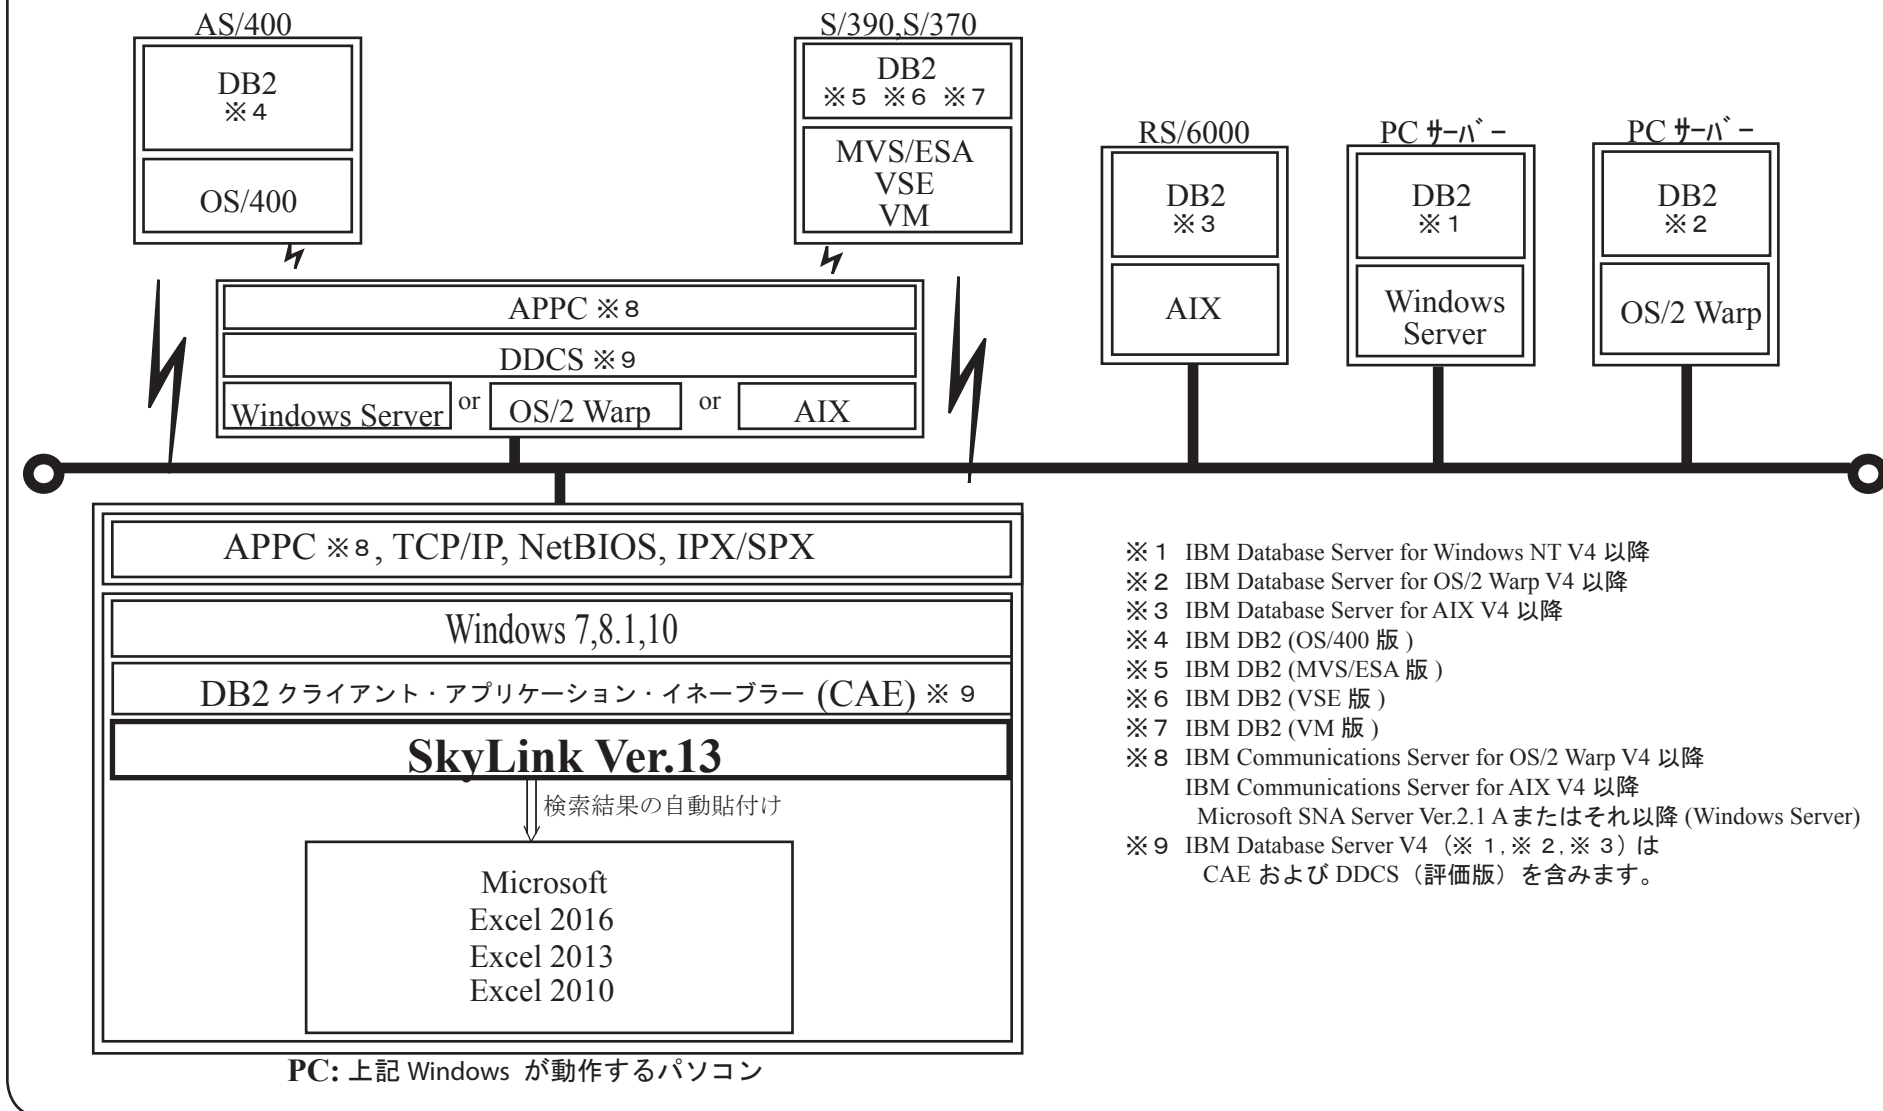 AS/400
DB2
※4
OS/400
S/390,S/370
DB2
※5 ※6 ※7
MVS/ESA
VSE
VM
RS/6000
DB2
※3
AIX
PC ｻｰﾊﾞｰ
DB2
※1
Windows
Server
PC ｻｰﾊﾞｰ
DB2
※2
OS/2 Warp
APPC ※8
DDCS ※9
Windows Server or OS/2 Warp or AIX
APPC ※8, TCP/IP, NetBIOS, IPX/SPX
Windows 7,8.1,10
DB2 クライアント・アプリケーション・イネーブラー (CAE) ※ 9
SkyLink Ver.13
検索結果の自動貼付け
Microsoft
Excel 2016
Excel 2013
Excel 2010
PC: 上記 Windows が動作するパソコン
※1 IBM Database Server for Windows NT V4 以降
※2 IBM Database Server for OS/2 Warp V4 以降
※3 IBM Database Server for AIX V4 以降
※4 IBM DB2 (OS/400 版 )
※5 IBM DB2 (MVS/ESA 版 )
※6 IBM DB2 (VSE 版 )
※7 IBM DB2 (VM 版 )
※8 IBM Communications Server for OS/2 Warp V4 以降
IBM Communications Server for AIX V4 以降
Microsoft SNA Server Ver.2.1 A またはそれ以降 (Windows Server)
※9 IBM Database Server V4（※ 1,※ 2,※ 3）は
CAE および DDCS（評価版）を含みます。